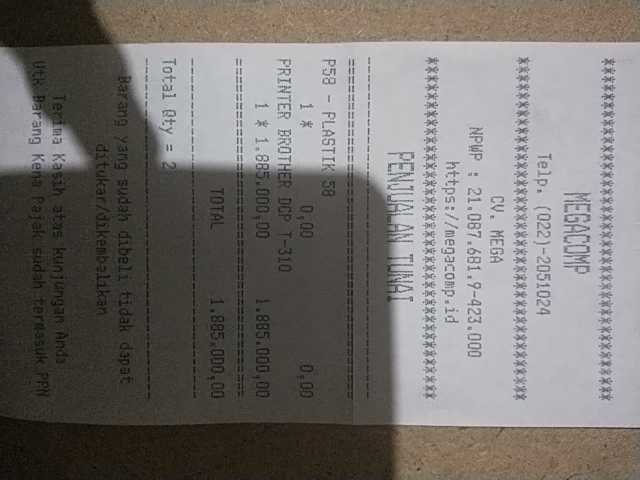 ****************************************
MEGACOMP
Telp. (022)-2051024
****************************************
CV. MEGA
NPWP : 21.087.681.9-423.000
https://megacomp.id
****************************************
PENJUALAN TUNAI
----------------------------------------
========================================
P58 - PLASTIK 58
1 * 0,00 0,00
PRINTER BROTHER DCP T-310
1 * 1.885.000,00 1.885.000,00
========================================
TOTAL 1.885.000,00
----------------------------------------
Total Qty = 2
----------------------------------------
Barang yang sudah dibeli tidak dapat
ditukar/dikembalikan
Terima Kasih atas kunjungan Anda
Utk Barang Kena Pajak sudah termasuk PPN